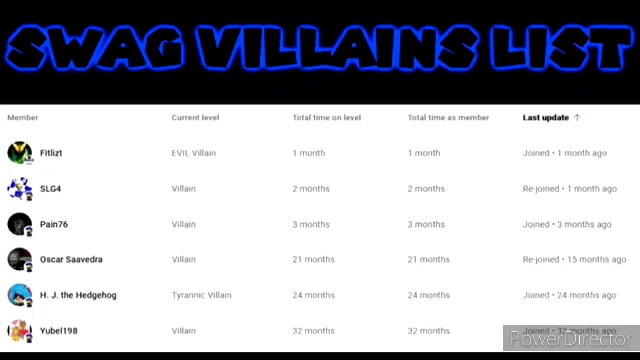 SWAG VILLAINS LIST
Member Current level Total time on level Total time as member Last update ↑
Fitlizt EVIL Villain 1 month 1 month Joined • 1 month ago
SLG4 Villain 2 months 2 months Re-joined • 1 month ago
Pain76 Villain 3 months 3 months Joined • 3 months ago
Oscar Saavedra Villain 21 months 21 months Re-joined • 15 months ago
H. J. the Hedgehog Tyrannic Villain 24 months 24 months Joined • 24 months ago
Yubel198 Villain 32 months 32 months Joined • 32 months ago
PowerDirector